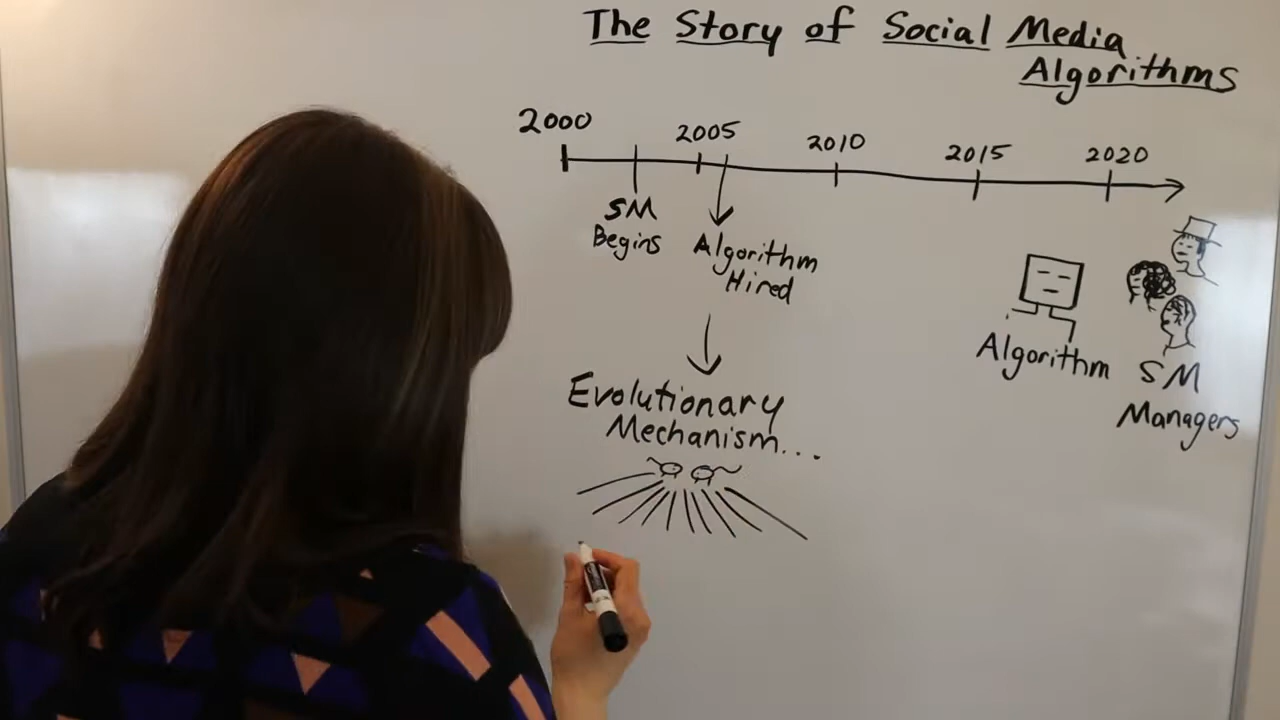 The Story of Social Media
Algorithms
2000 2005 2010 2015 2020
SM
Begins
Algorithm
Hired
Evolutionary
Mechanism...
Algorithm
SM
Managers